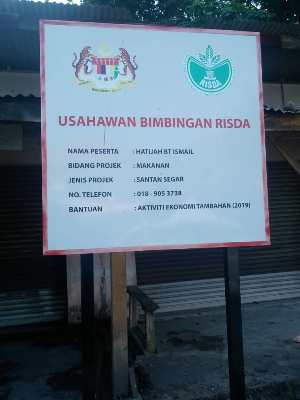 RISDA
USAHAWAN BIMBINGAN RISDA
NAMA PESERTA : HATIJAH BT ISMAIL
BIDANG PROJEK : MAKANAN
JENIS PROJEK : SANTAN SEGAR
NO. TELEFON : 018 - 905 3738
BANTUAN : AKTIVITI EKONOMI TAMBAHAN (2019)